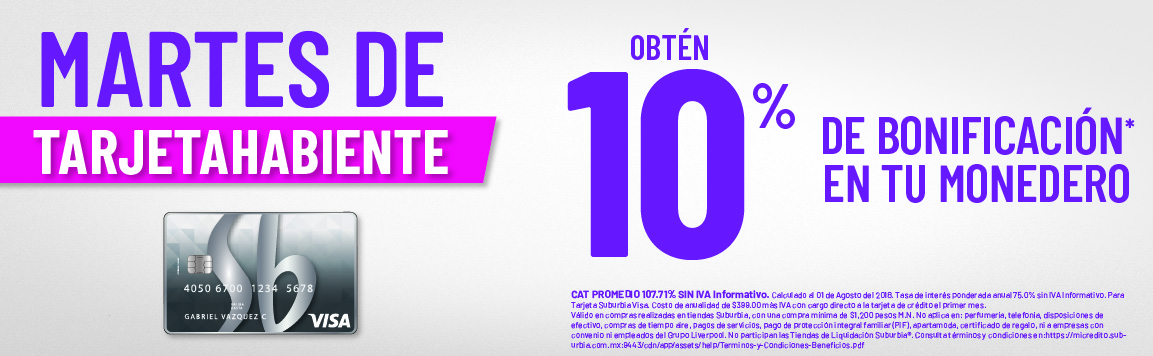 MARTES DE
TARJETAHABIENTE
Sb
4050 6700 1234 5678
GABRIEL VAZQUEZ C
VISA
OBTÉN
10%
DE BONIFICACIÓN*
EN TU MONEDERO
CAT PROMEDIO 107.71% SIN IVA Informativo. Calculado al 01 de Agosto del 2018. Tasa de interés ponderada anual 75.0% sin IVA Informativo. Para
Tarjeta Suburbia Visa. Costo de anualidad de $399.00 más IVA con cargo directo a la tarjeta de crédito el primer mes.
Válido en compras realizadas en tiendas Suburbia, con una compra mínima de $1,200 pesos M.N. No aplica en: perfumería, telefonía, disposiciones de
efectivo, compras de tiempo aire, pagos de servicios, pago de protección integral familiar (PIF), apartamoda, certificado de regalo, ni a empresas con
convenio ni empleados del Grupo Liverpool. No participan las Tiendas de Liquidación Suburbia®. Consulta términos y condiciones en:https://micredito.sub-
urbia.com.mx:9443/cdn/app/assets/help/Terminos-y-Condiciones-Beneficios.pdf